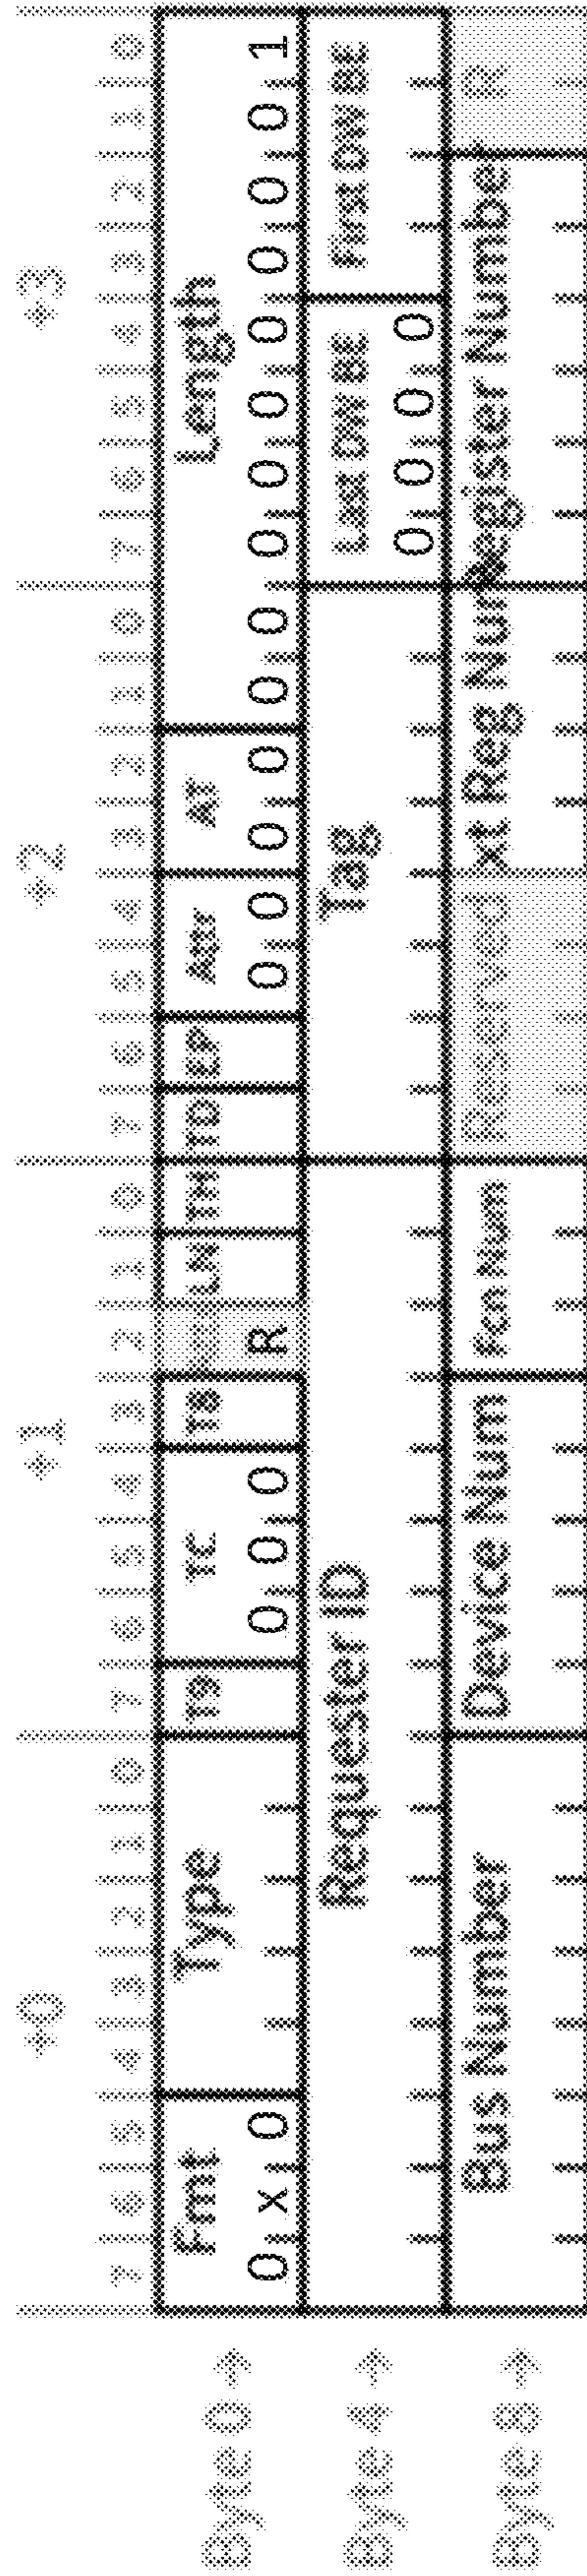 +0 +1 +2 +3
7 6 5 4 3 2 1 0 7 6 5 4 3 2 1 0 7 6 5 4 3 2 1 0 7 6 5 4 3 2 1 0
Byte 0 → Fmt Type T9 TC T8 LN TH TD EP Attr AT Length
0 x 0 0 0 0 R 0 0 0 0 0 0 0 0 0 0 0 0 0 1
Byte 4 → Requester ID Tag Last DW BE First DW BE
0 0 0 0
Byte 8 → Bus Number Device Num Fcn Num Reserved xt Reg Num Register Number R